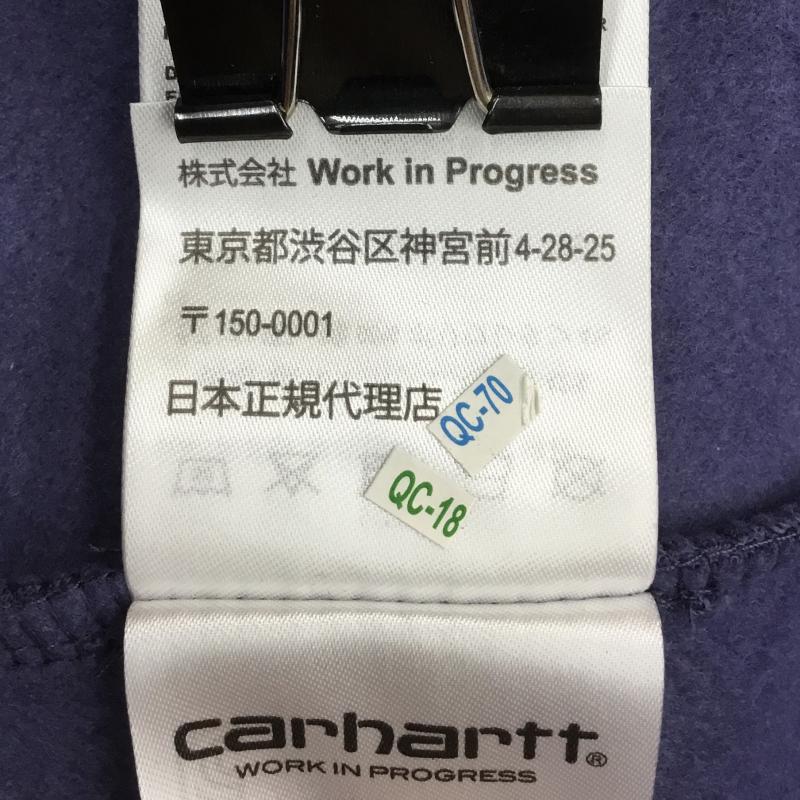 株式会社 Work in Progress
東京都渋谷区神宮前4-28-25
〒150-0001
日本正規代理店
QC-70
QC-18
carhartt®
WORK IN PROGRESS